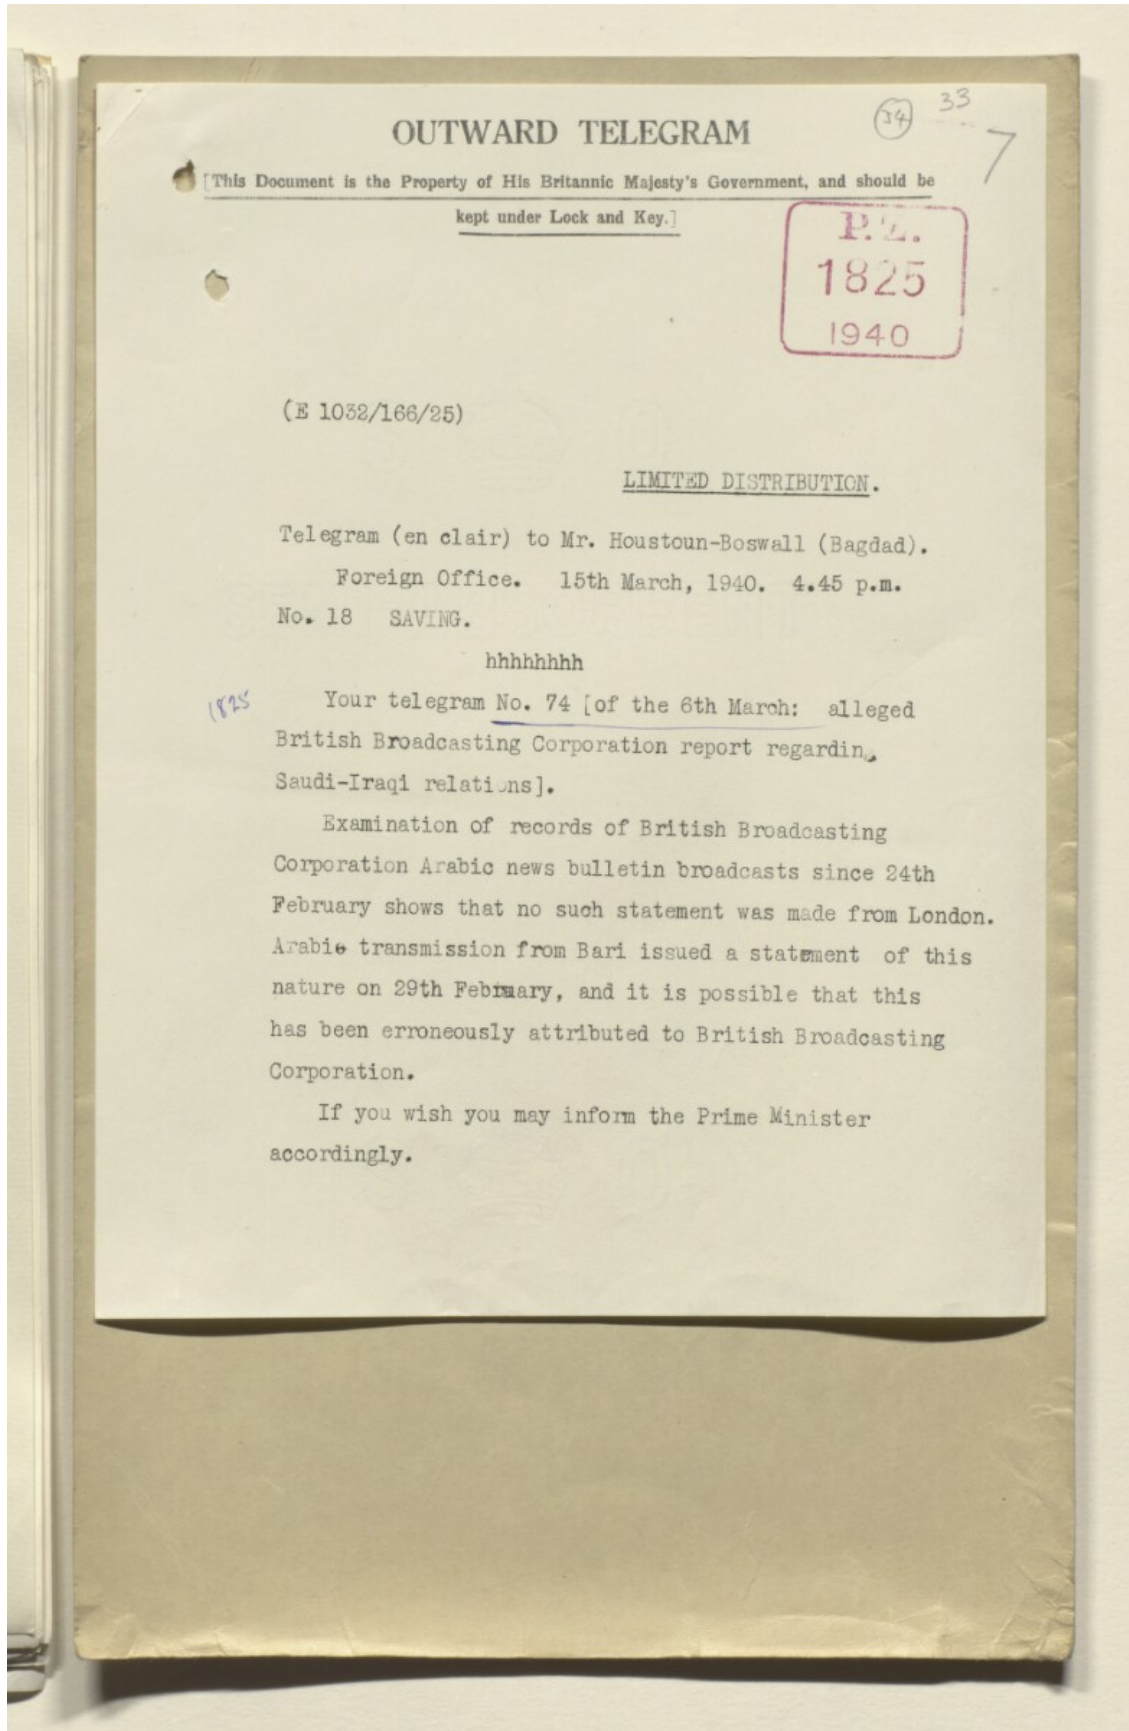 34
33
7
OUTWARD TELEGRAM
[This Document is the Property of His Britannic Majesty's Government, and should be
kept under Lock and Key.]
P.Z.
1825
1940
(E 1032/166/25)
LIMITED DISTRIBUTION.
Telegram (en clair) to Mr. Houstoun-Boswall (Bagdad).
Foreign Office. 15th March, 1940. 4.45 p.m.
No. 18 SAVING.
hhhhhhhh
1825 Your telegram No. 74 [of the 6th March: alleged
British Broadcasting Corporation report regarding
Saudi-Iraqi relations].
Examination of records of British Broadcasting
Corporation Arabic news bulletin broadcasts since 24th
February shows that no such statement was made from London.
Arabic transmission from Bari issued a statement of this
nature on 29th February, and it is possible that this
has been erroneously attributed to British Broadcasting
Corporation.
If you wish you may inform the Prime Minister
accordingly.